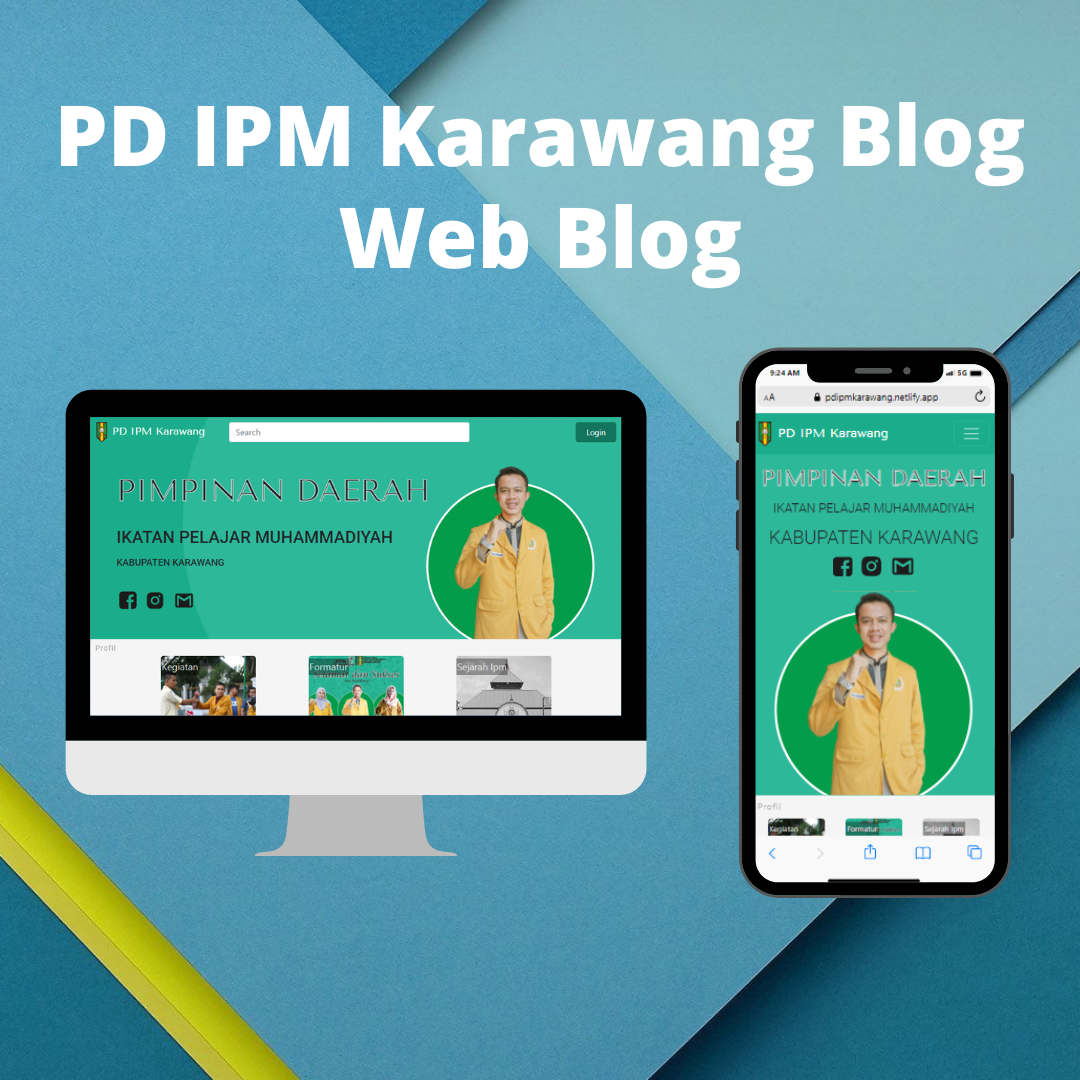 PD IPM Karawang Blog
Web Blog
PD IPM Karawang
Search
Login
PIMPINAN DAERAH
IKATAN PELAJAR MUHAMMADIYAH
KABUPATEN KARAWANG
Profil
Kegiatan
Formatur
Sejarah Ipm
dan Sukses
9:24 AM
5G
AA
pdipmkarawang.netlify.app
PD IPM Karawang
PIMPINAN DAERAH
IKATAN PELAJAR MUHAMMADIYAH
KABUPATEN KARAWANG
Profil
Kegiatan
Formatur
Sejarah Ipm